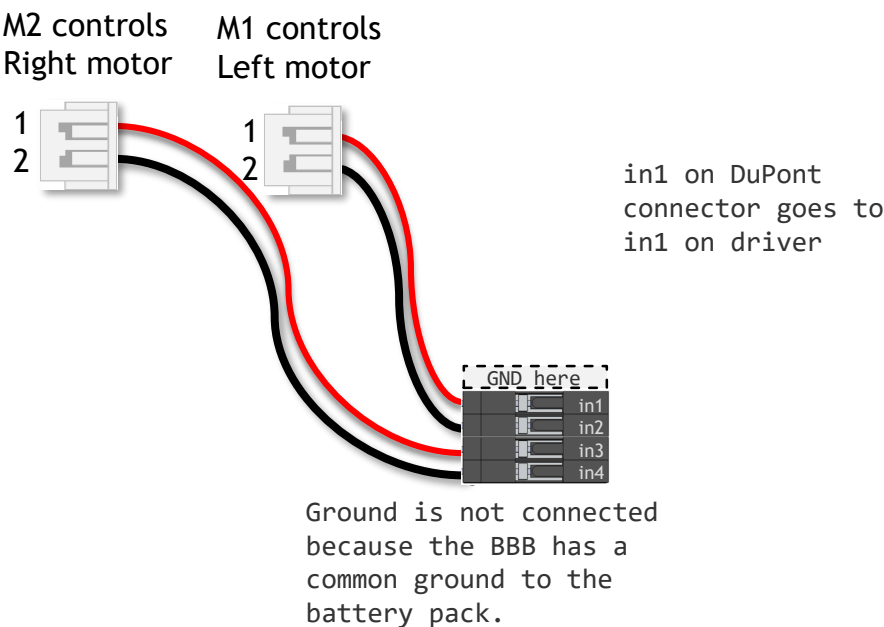 M2 controls
Right motor
M1 controls
Left motor
1
2
1
2
in1 on DuPont
connector goes to
in1 on driver
GND here
in1
in2
in3
in4
Ground is not connected
because the BBB has a
common ground to the
battery pack.